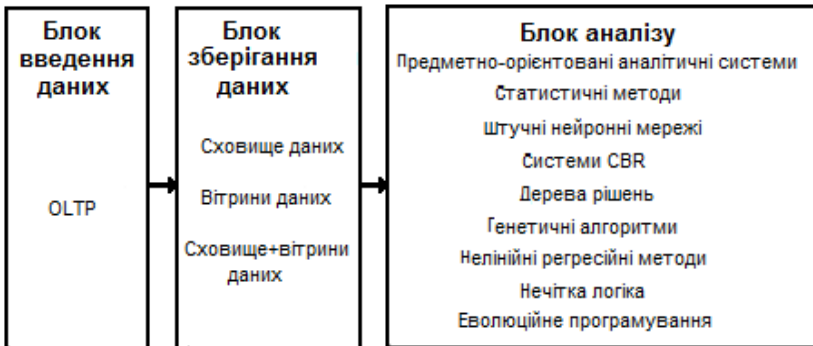 Блок
введення
даних
OLTP
Блок
зберігання
даних
Сховище даних
Вітрини даних
Сховище+вітрини
даних
Блок аналізу
Предметно-орієнтовані аналітичні системи
Статистичні методи
Штучні нейронні мережі
Системи CBR
Дерева рішень
Генетичні алгоритми
Нелінійні регресійні методи
Нечітка логіка
Еволюційне програмування